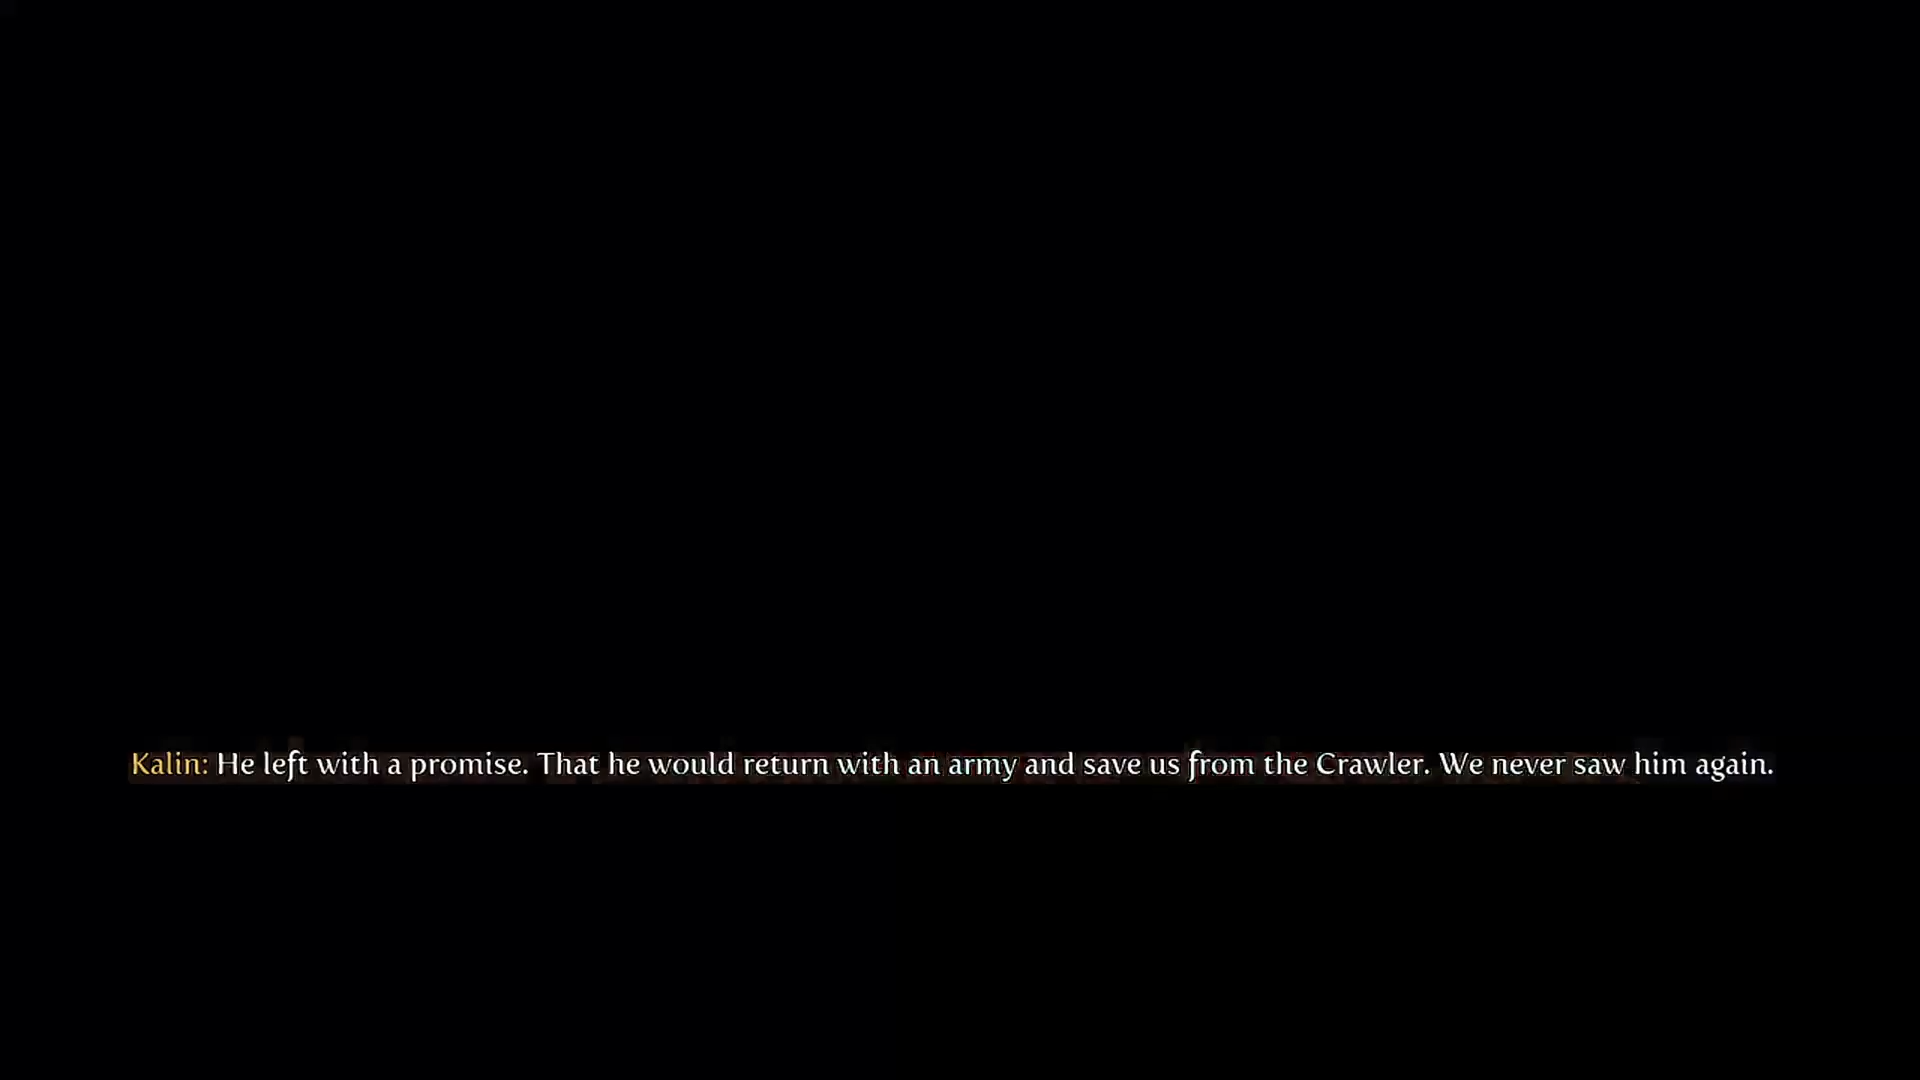 Kalin: He left with a promise. That he would return with an army and save us from the Crawler. We never saw him again.